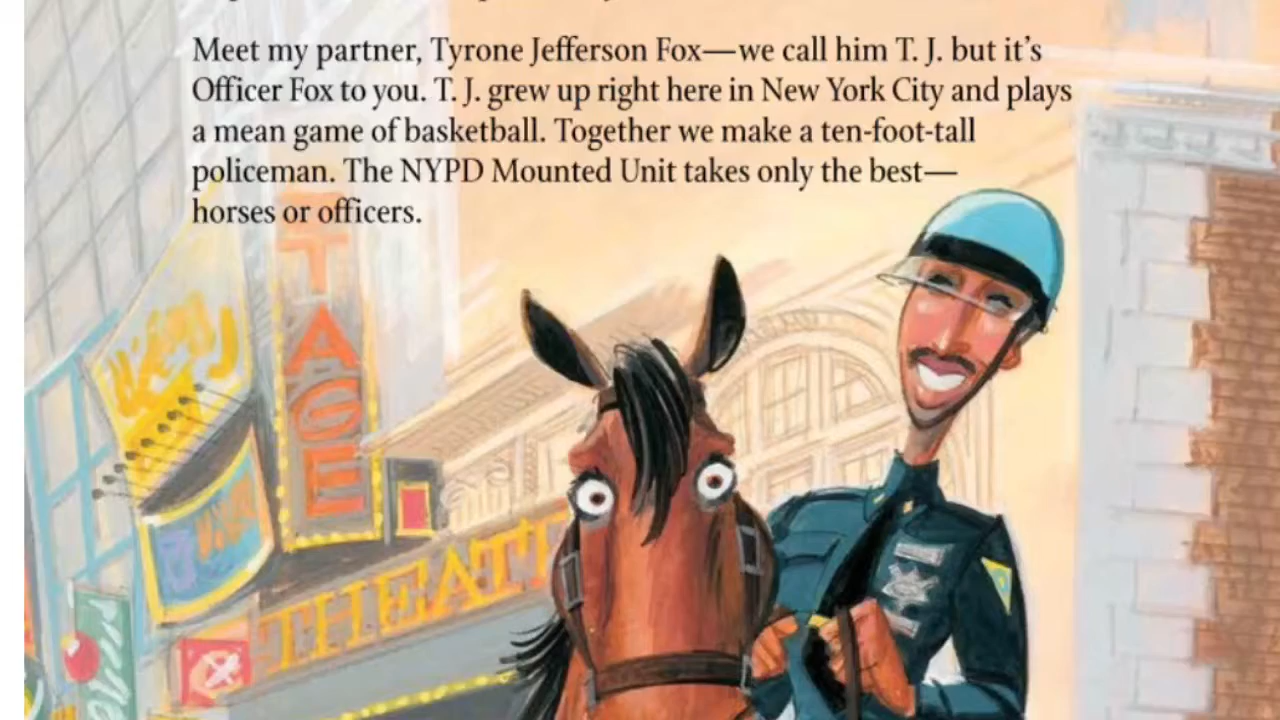 Meet my partner, Tyrone Jefferson Fox—we call him T. J. but it’s
Officer Fox to you. T. J. grew up right here in New York City and plays
a mean game of basketball. Together we make a ten-foot-tall
policeman. The NYPD Mounted Unit takes only the best—
horses or officers.
STAGE
THEATT